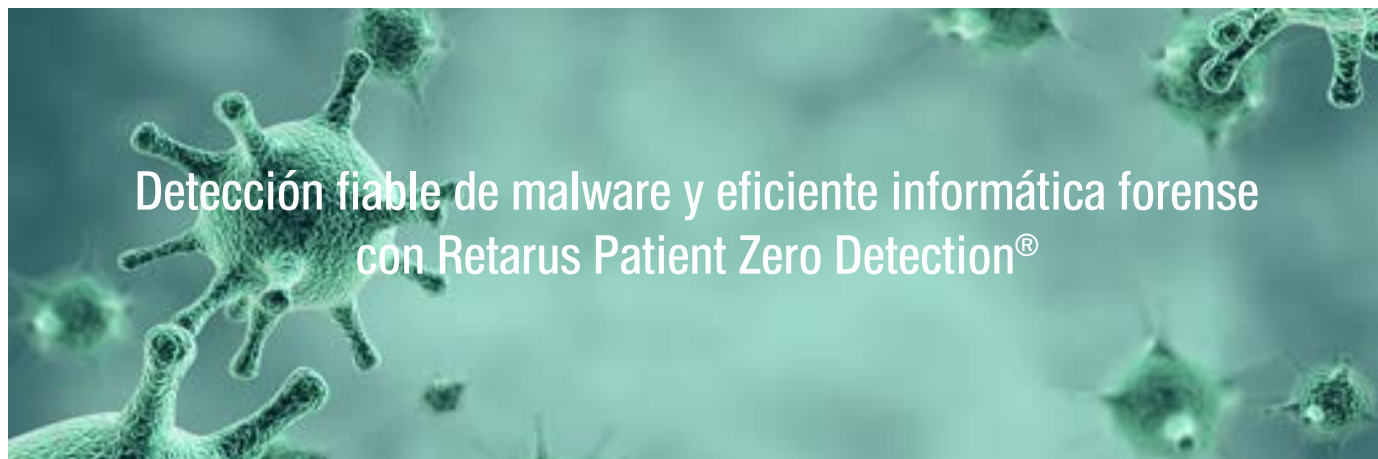 Detección fiable de malware y eficiente informática forense
con Retarus Patient Zero Detection®